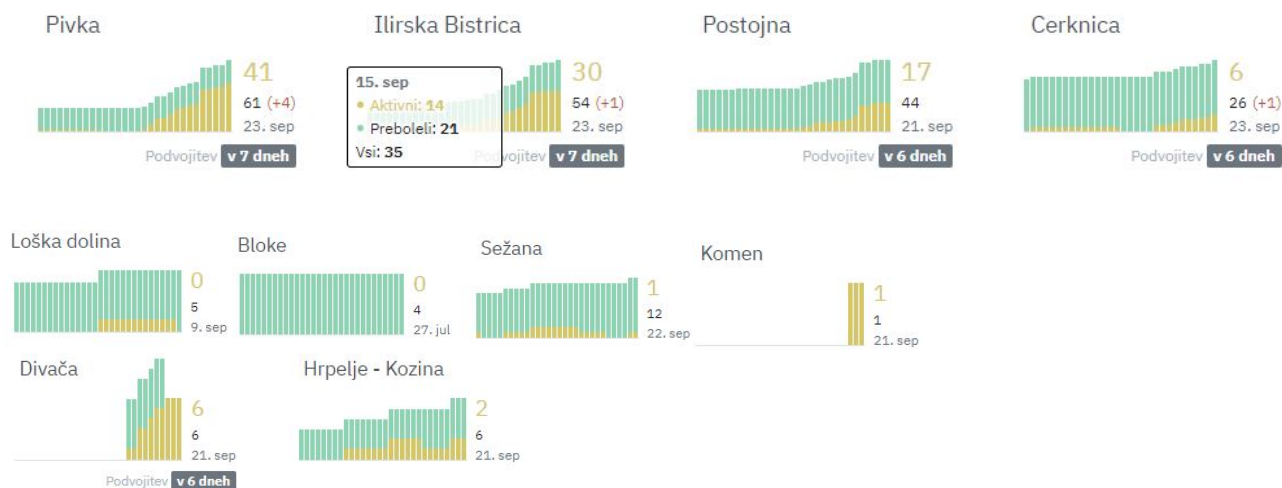 Pivka
41
61 (+4)
23. sep
Podvojitev v 7 dneh
Ilirska Bistrica
15. sep
Aktivni: 14
Preboleli: 21
Vsi: 35
30
54 (+1)
23. sep
Podvojitev v 7 dneh
Postojna
17
44
21. sep
Podvojitev v 6 dneh
Cerknica
6
26 (+1)
23. sep
Podvojitev v 6 dneh
Loška dolina
0
5
9. sep
Bloke
0
4
27. jul
Sežana
1
12
22. sep
Komen
1
1
21. sep
Divača
6
6
21. sep
Podvojitev v 6 dneh
Hrpelje - Kozina
2
6
21. sep